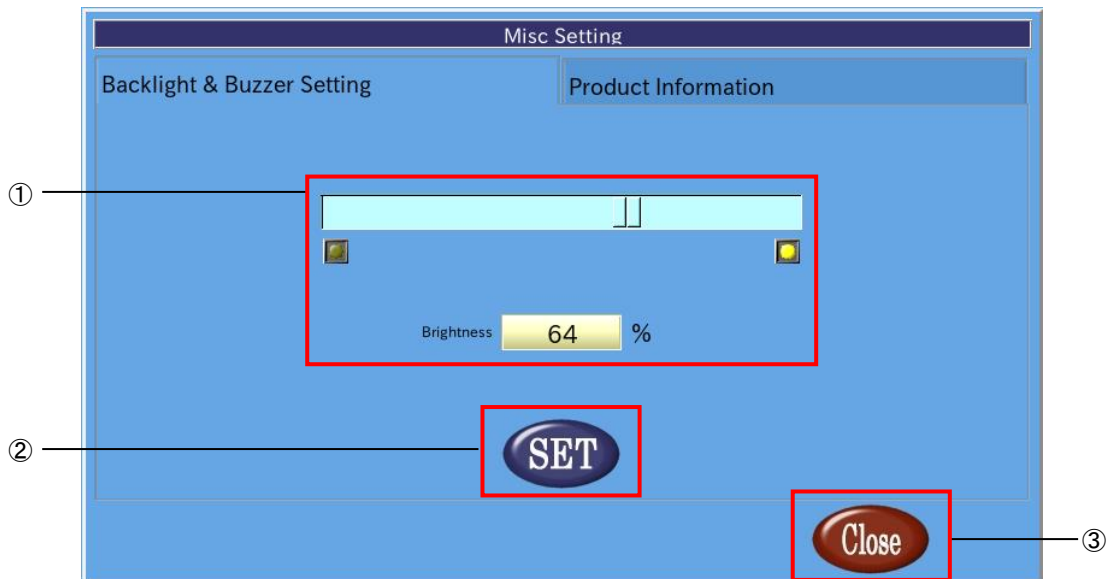 Misc Setting
Backlight & Buzzer Setting
Product Information
①
Brightness 64 %
②
SET
Close
③